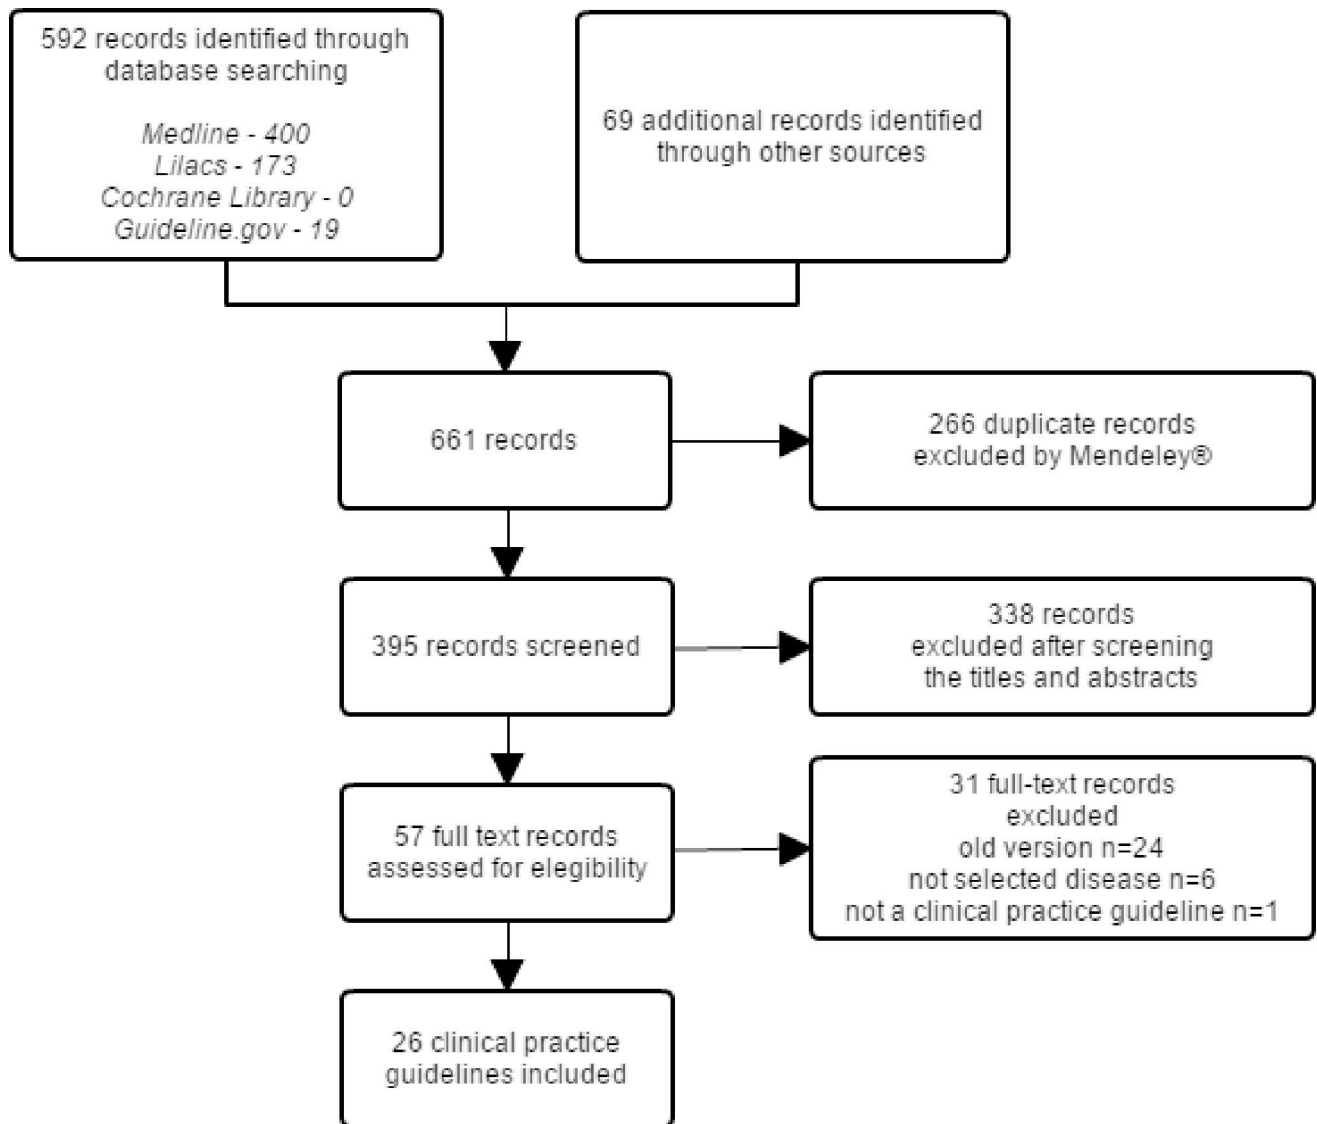 592 records identified through
database searching
Medline - 400
Lilacs - 173
Cochrane Library - 0
Guideline.gov - 19
69 additional records identified
through other sources
661 records
266 duplicate records
excluded by Mendeley®
395 records screened
338 records
excluded after screening
the titles and abstracts
57 full text records
assessed for elegibility
31 full-text records
excluded
old version n=24
not selected disease n=6
not a clinical practice guideline n=1
26 clinical practice
guidelines included